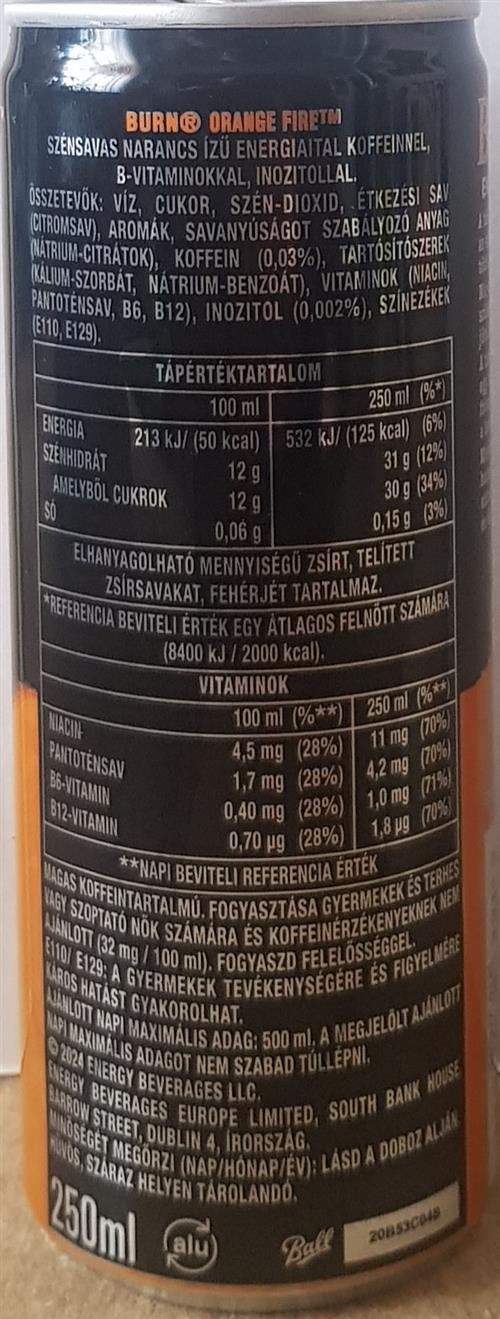 BURN® ORANGE FIRE™
SZÉNSAVAS NARANCS ÍZŰ ENERGIAITAL KOFFEINNEL,
B-VITAMINOKKAL, INOZITOLLAL.
ÖSSZETEVŐK: VÍZ, CUKOR, SZÉN-DIOXID, ÉTKEZÉSI SAV
(CITROMSAV), AROMÁK, SAVANYÚSÁGOT SZABÁLYOZÓ ANYAG
(NÁTRIUM-CITRÁTOK), KOFFEIN (0,03%), TARTÓSÍTÓSZEREK
(KÁLIUM-SZORBÁT, NÁTRIUM-BENZOÁT), VITAMINOK (NIACIN,
PANTOTÉNSAV, B6, B12), INOZITOL (0,002%), SZÍNEZÉKEK
(E110, E129).
TÁPÉRTÉKTARTALOM
100 ml 250 ml (%*)
ENERGIA 213 kJ/ (50 kcal) 532 kJ/ (125 kcal) (6%)
SZÉNHIDRÁT 12 g 31 g (12%)
AMELYBŐL CUKROK 12 g 30 g (34%)
SÓ 0,06 g 0,15 g (3%)
ELHANYAGOLHATÓ MENNYISÉGŰ ZSÍRT, TELÍTETT
ZSÍRSAVAKAT, FEHÉRJÉT TARTALMAZ.
*REFERENCIA BEVITELI ÉRTÉK EGY ÁTLAGOS FELNŐTT SZÁMÁRA
(8400 kJ / 2000 kcal).
VITAMINOK
100 ml (%**) 250 ml (%**)
NIACIN 4,5 mg (28%) 11 mg (70%)
PANTOTÉNSAV 1,7 mg (28%) 4,2 mg (70%)
B6-VITAMIN 0,40 mg (28%) 1,0 mg (71%)
B12-VITAMIN 0,70 µg (28%) 1,8 µg (70%)
**NAPI BEVITELI REFERENCIA ÉRTÉK
MAGAS KOFFEINTARTALMÚ. FOGYASZTÁSA GYERMEKEK ÉS TERHES
VAGY SZOPTATÓ NŐK SZÁMÁRA ÉS KOFFEINÉRZÉKENYEKNEK NEM
AJÁNLOTT (32 mg / 100 ml). FOGYASZD FELELŐSSÉGGEL.
E110/ E129: A GYERMEKEK TEVÉKENYSÉGÉRE ÉS FIGYELMÉRE
KÁROS HATÁST GYAKOROLHAT.
AJÁNLOTT NAPI MAXIMÁLIS ADAG: 500 ml, A MEGJELÖLT AJÁNLOTT
NAPI MAXIMÁLIS ADAGOT NEM SZABAD TÚLLÉPNI.
© 2024 ENERGY BEVERAGES LLC.
ENERGY BEVERAGES EUROPE LIMITED, SOUTH BANK HOUSE,
BARROW STREET, DUBLIN 4, ÍRORSZÁG.
MINŐSÉGÉT MEGŐRZI (NAP/HÓNAP/ÉV): LÁSD A DOBOZ ALJÁN.
HŰVÖS, SZÁRAZ HELYEN TÁROLANDÓ.
250ml alu Ball 20B53C048